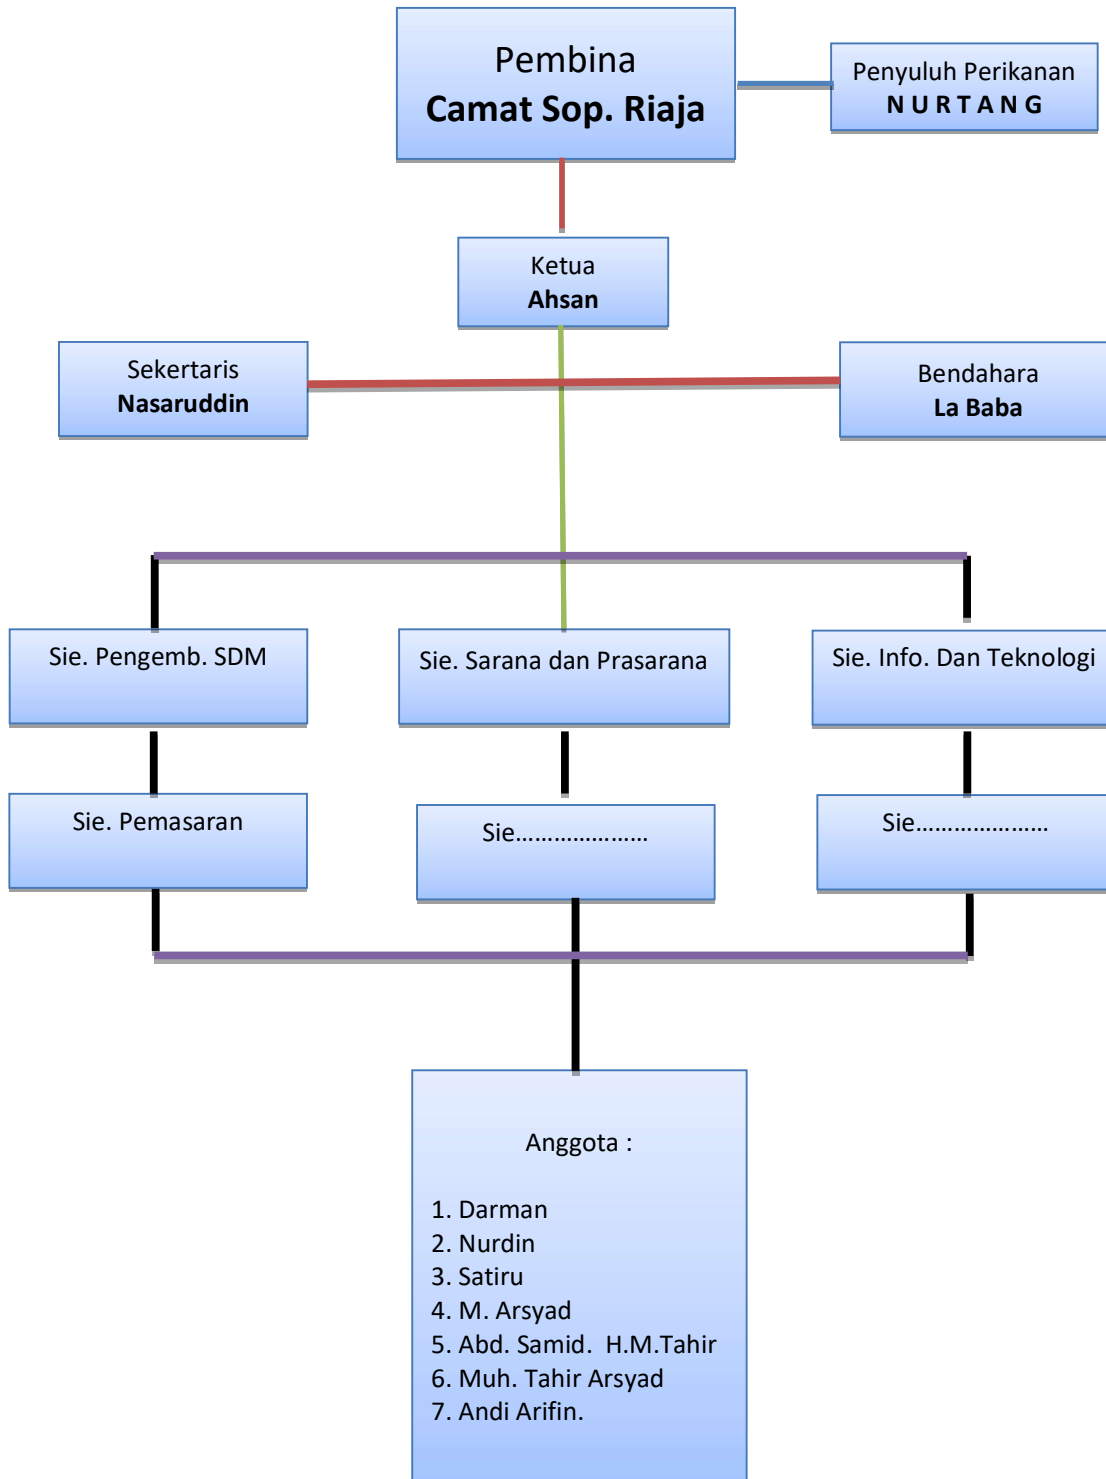 Pembina
Camat Sop. Riaja
Penyuluh Perikanan
N U R T A N G
Ketua
Ahsan
Sekertaris
Nasaruddin
Bendahara
La Baba
Sie. Pengemb. SDM
Sie. Sarana dan Prasarana
Sie. Info. Dan Teknologi
Sie. Pemasaran
Sie…………………
Sie…………………
Anggota :
1. Darman
2. Nurdin
3. Satiru
4. M. Arsyad
5. Abd. Samid.  H.M.Tahir
6. Muh. Tahir Arsyad
7. Andi Arifin.